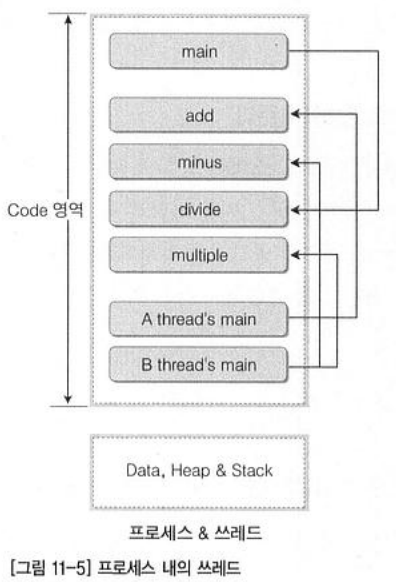 main
add
minus
Code 영역
divide
multiple
A thread's main
B thread's main
Data, Heap & Stack
프로세스 & 쓰레드
[그림 11-5] 프로세스 내의 쓰레드